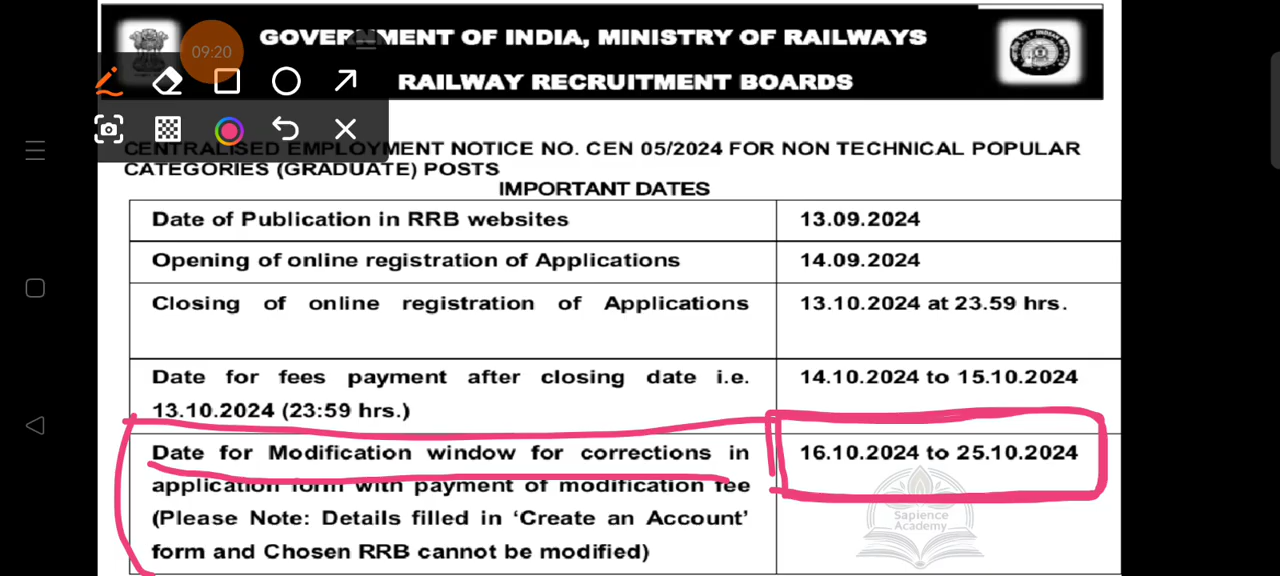 GOVERNMENT OF INDIA, MINISTRY OF RAILWAYS
09:20
RAILWAY RECRUITMENT BOARDS
CENTRALISED EMPLOYMENT NOTICE NO. CEN 05/2024 FOR NON TECHNICAL POPULAR
CATEGORIES (GRADUATE) POSTS
IMPORTANT DATES
Date of Publication in RRB websites 13.09.2024
Opening of online registration of Applications 14.09.2024
Closing of online registration of Applications 13.10.2024 at 23.59 hrs.
Date for fees payment after closing date i.e. 14.10.2024 to 15.10.2024
13.10.2024 (23:59 hrs.)
Date for Modification window for corrections in 16.10.2024 to 25.10.2024
application form with payment of modification fee
(Please Note: Details filled in ‘Create an Account’
form and Chosen RRB cannot be modified)
Sapience
Academy